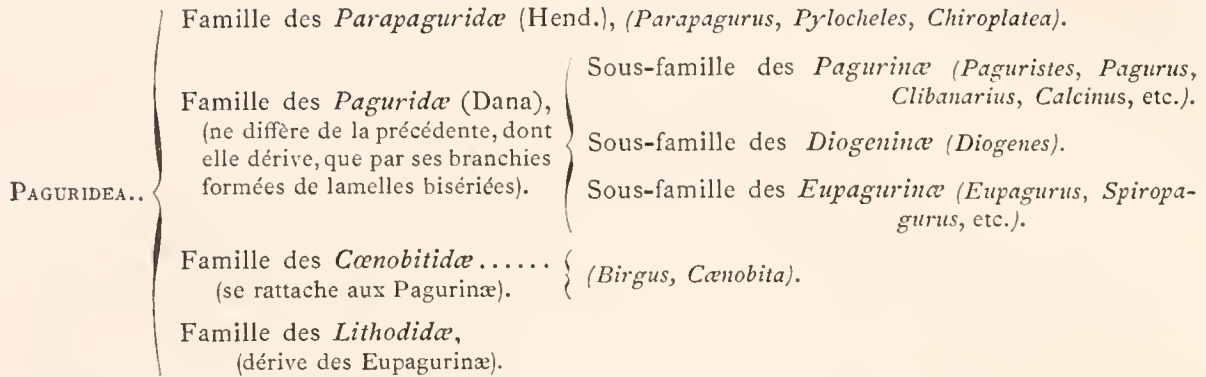 Famille des Parapaguridæ (Hend.), (Parapagurus, Pylocheles, Chiroplatea).
Sous-famille des Pagurinæ (Paguristes, Pagurus,
Clibanarius, Calcinus, etc.).
Famille des Paguridæ (Dana),
(ne diffère de la précédente, dont
elle dérive, que par ses branchies
formées de lamelles bisériées).
Sous-famille des Diogeninæ (Diogenes).
Sous-famille des Eupagurinæ (Eupagurus, Spiropa-
gurus, etc.).
PAGURIDEA..
Famille des Cœnobitidæ......
(se rattache aux Pagurinæ).
(Birgus, Cænobita).
Famille des Lithodidæ,
(dérive des Eupagurinæ).